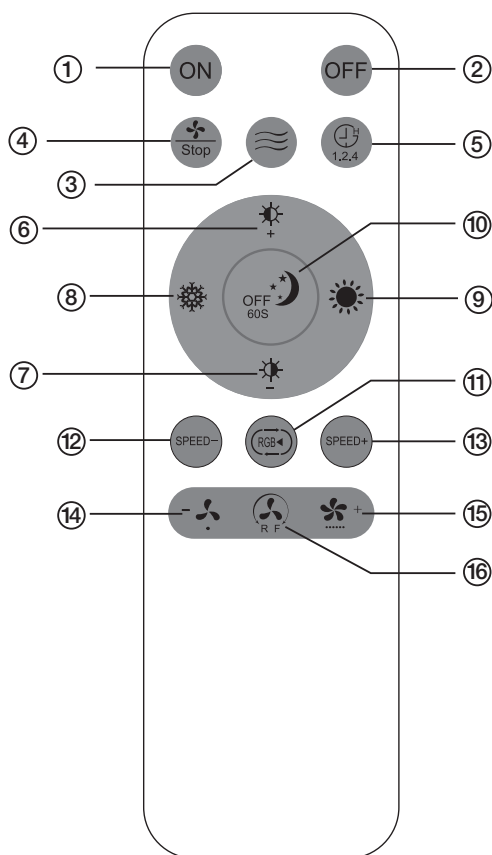 ① ON OFF ②
④ Stop ③ H 1.2.4 ⑤
⑥ + ⑩
⑧ OFF 60S ⑨
⑦ − ⑪
⑫ SPEED− RGB SPEED+ ⑬
⑭ − R F + ⑮
⑯